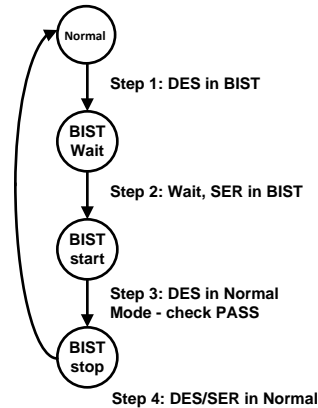 Normal
Step 1: DES in BIST
BIST
Wait
Step 2: Wait, SER in BIST
BIST
start
Step 3: DES in Normal
Mode - check PASS
BIST
stop
Step 4: DES/SER in Normal